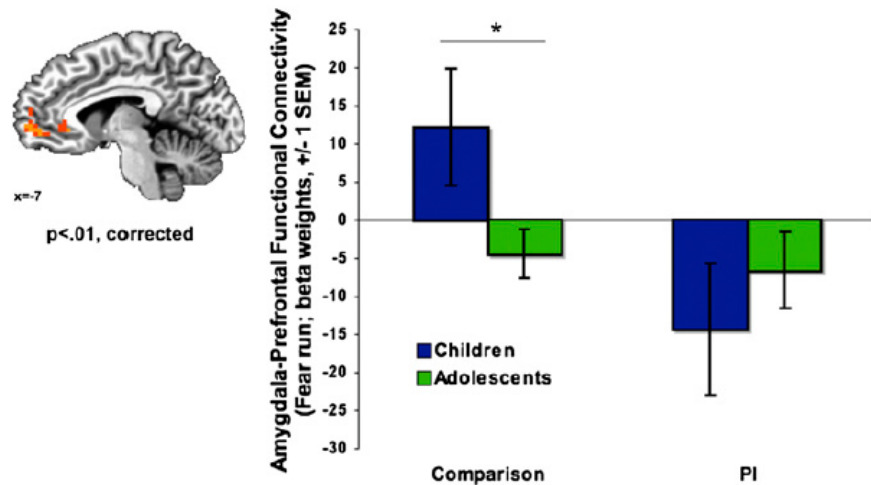 x=-7
p<.01, corrected
Amygdala-Prefrontal Functional Connectivity
(Fear run; beta weights, +/- 1 SEM)
25
20
15
10
5
0
-5
-10
-15
-20
-25
-30
*
Children
Adolescents
Comparison
PI